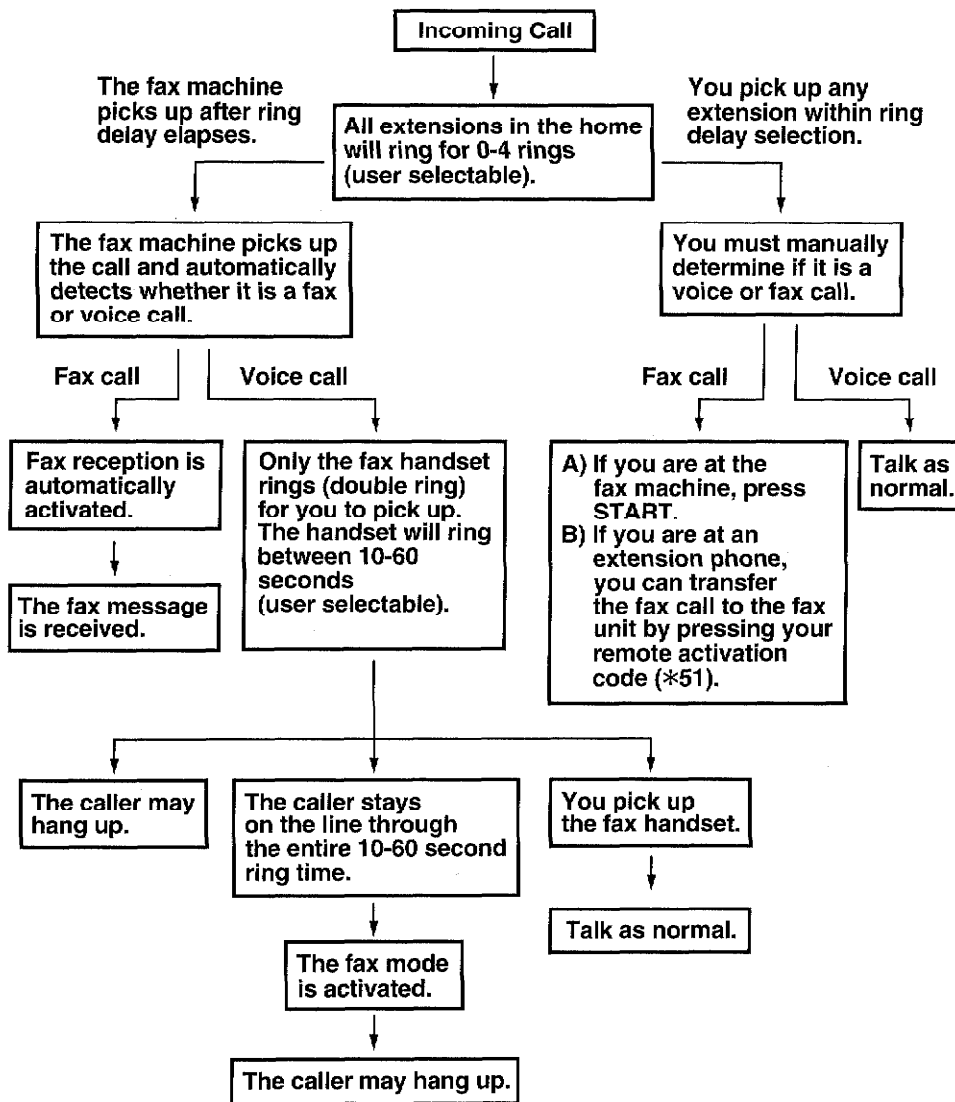 Incoming Call
The fax machine
picks up after ring
delay elapses.
You pick up any
extension within ring
delay selection.
All extensions in the home
will ring for 0-4 rings
(user selectable).
The fax machine picks up
the call and automatically
detects whether it is a fax
or voice call.
You must manually
determine if it is a
voice or fax call.
Fax call
Voice call
Fax call
Voice call
Fax reception is
automatically
activated.
The fax message
is received.
Only the fax handset
rings (double ring)
for you to pick up.
The handset will ring
between 10-60
seconds
(user selectable).
A) If you are at the
fax machine, press
START.
B) If you are at an
extension phone,
you can transfer
the fax call to the fax
unit by pressing your
remote activation
code (*51).
Talk as
normal.
The caller may
hang up.
The caller stays
on the line through
the entire 10-60 second
ring time.
The fax mode
is activated.
The caller may hang up.
You pick up
the fax handset.
Talk as normal.